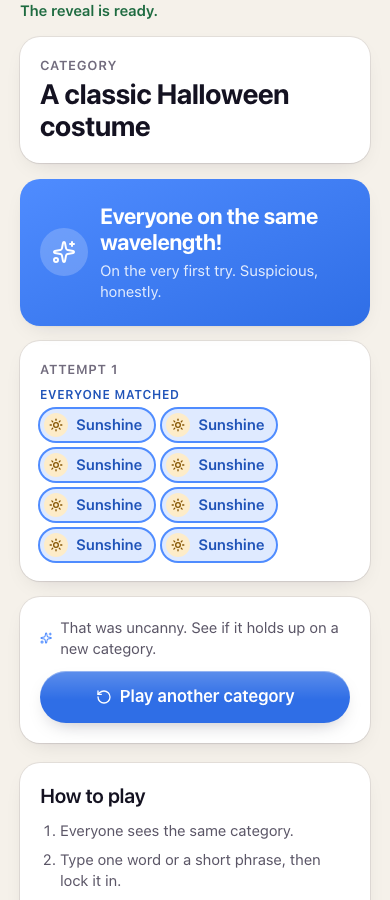 The reveal is ready.
CATEGORY
A classic Halloween
costume
Everyone on the same
wavelength!
On the very first try. Suspicious,
honestly.
ATTEMPT 1
EVERYONE MATCHED
Sunshine Sunshine
Sunshine Sunshine
Sunshine Sunshine
Sunshine Sunshine
That was uncanny. See if it holds up on a
new category.
Play another category
How to play
1. Everyone sees the same category.
2. Type one word or a short phrase, then
lock it in.